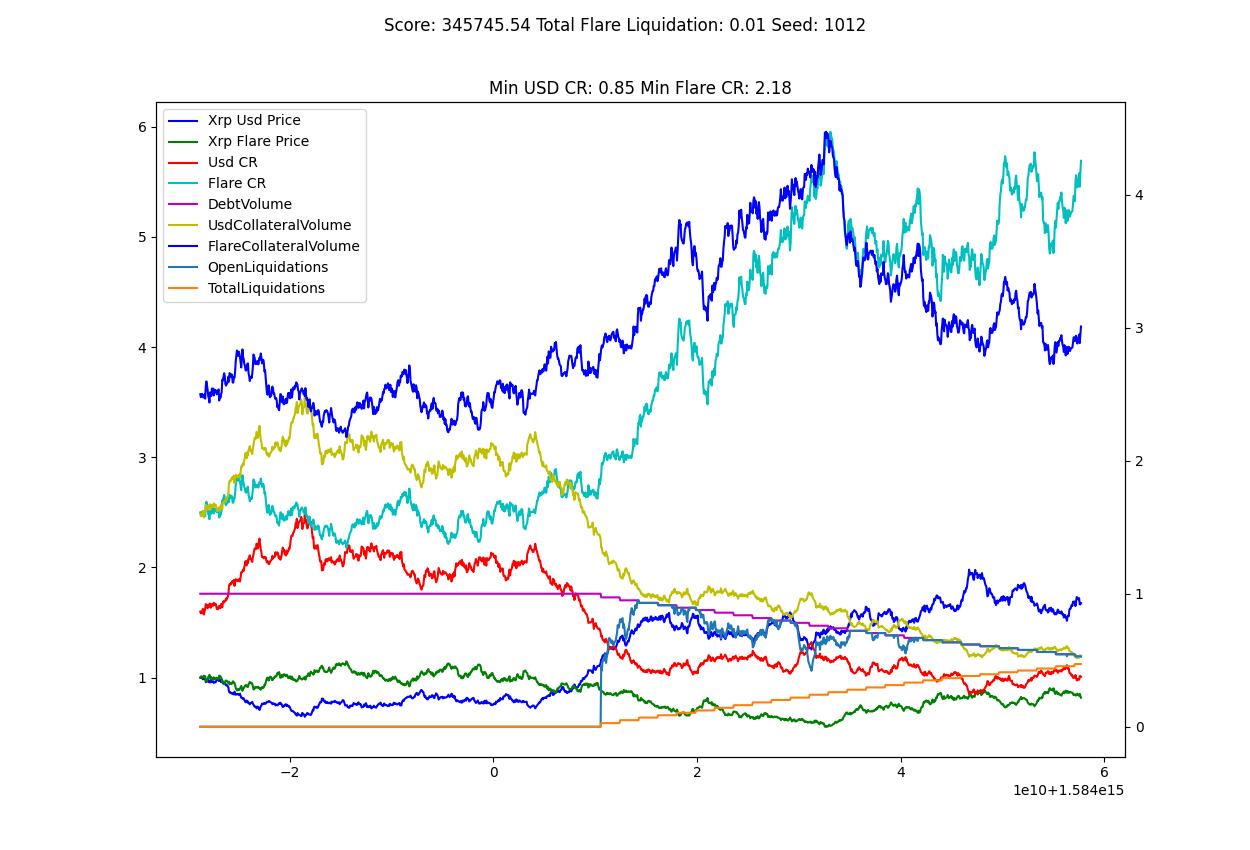 Score: 345745.54 Total Flare Liquidation: 0.01 Seed: 1012
Min USD CR: 0.85 Min Flare CR: 2.18
Xrp Usd Price
Xrp Flare Price
Usd CR
Flare CR
DebtVolume
UsdCollateralVolume
FlareCollateralVolume
OpenLiquidations
TotalLiquidations
6
5
4
3
2
1
4
3
2
1
0
−2
0
2
4
6
1e10+1.584e15